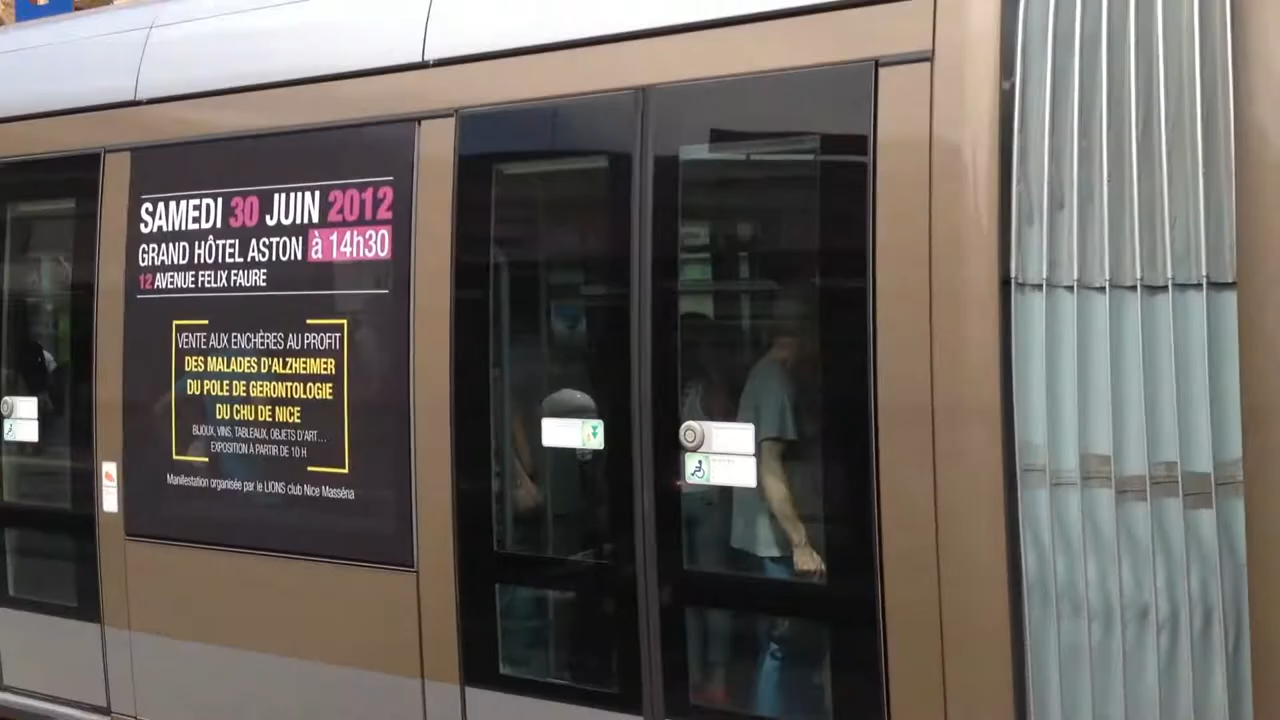 SAMEDI 30 JUIN 2012
GRAND HÔTEL ASTON à 14h30
12 AVENUE FELIX FAURE
VENTE AUX ENCHÈRES AU PROFIT
DES MALADES D'ALZHEIMER
DU POLE DE GERONTOLOGIE
DU CHU DE NICE
BIJOUX, VINS, TABLEAUX, OBJETS D'ART...
EXPOSITION À PARTIR DE 10 H
Manifestation organisée par le LIONS club Nice Masséna